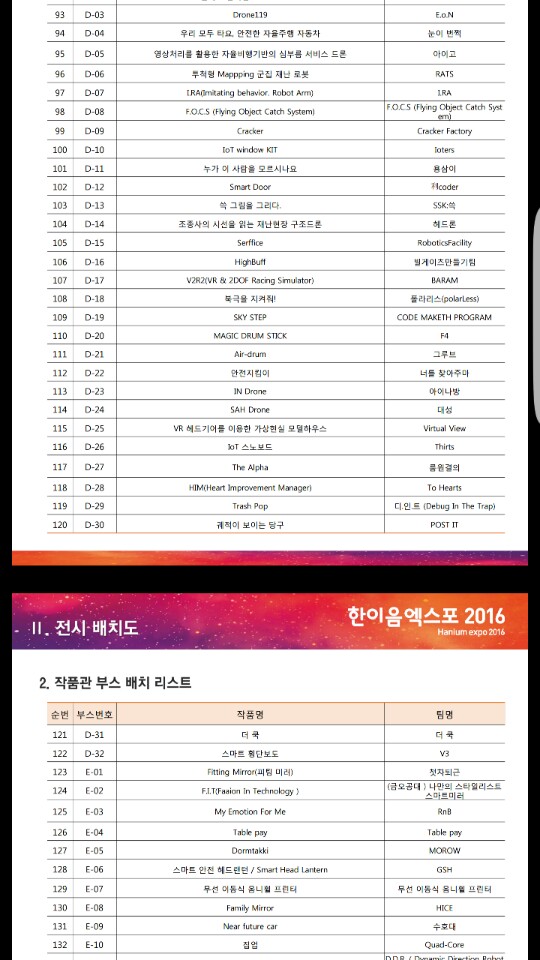 93 D-03 Drone119 E.o.N
94 D-04 우리 모두 타요, 안전한 자율주행 자동차 눈이 번쩍
95 D-05 영상처리를 활용한 자율비행기반의 심부름 서비스 드론 아이고
96 D-06 투척형 Mappping 군집 재난 로봇 RATS
97 D-07 I.RA(Imitating behavior. Robot Arm) I.RA
98 D-08 F.O.C.S (Flying Object Catch System) F.O.C.S (Flying Object Catch Syst
em)
99 D-09 Cracker Cracker Factory
100 D-10 IoT window KIT Ioters
101 D-11 누가 이 사람을 모르시나요 용삼이
102 D-12 Smart Door coder
103 D-13 쓱 그림을 그리다. SSK:쓱
104 D-14 조종사의 시선을 읽는 재난현장 구조드론 헤드론
105 D-15 Serffice RoboticsFacility
106 D-16 HighBuff 빌게이츠만들기팀
107 D-17 V2R2(VR & 2DOF Racing Simulator) BARAM
108 D-18 북극을 지켜줘! 폴라리스(polarLess)
109 D-19 SKY STEP CODE MAKETH PROGRAM
110 D-20 MAGIC DRUM STICK F4
111 D-21 Air-drum 그루브
112 D-22 안전지킴이 너를 찾아주마
113 D-23 IN Drone 아이나방
114 D-24 SAH Drone 대성
115 D-25 VR 헤드기어를 이용한 가상현실 모델하우스 Virtual View
116 D-26 IoT 스노보드 Thirts
117 D-27 The Alpha 롬원결의
118 D-28 HIM(Heart Improvement Manager) To Hearts
119 D-29 Trash Pop 디.인.트 (Debug In The Trap)
120 D-30 궤적이 보이는 당구 POST IT
II. 전시 배치도
한이음엑스포 2016
Hanium expo 2016
2. 작품관 부스 배치 리스트
순번 부스번호 작품명 팀명
121 D-31 더 쿡 더 쿡
122 D-32 스마트 횡단보도 V3
123 E-01 Fitting Mirror(피팅 미러) 첫차퇴근
124 E-02 F.I.T(Faaion In Technology ) (금오공대 ) 나만의 스타일리스트
스마트미러
125 E-03 My Emotion For Me RnB
126 E-04 Table pay Table pay
127 E-05 Dormtakki MOROW
128 E-06 스마트 안전 헤드랜턴 / Smart Head Lantern GSH
129 E-07 무선 이동식 옴니휠 프린터 무선 이동식 옴니휠 프린터
130 E-08 Family Mirror HICE
131 E-09 Near future car 수호대
132 E-10 집업 Quad-Core
D.D.R. / Dynamic Direction Robot